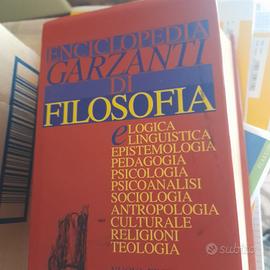 ENCICLOPEDIA
GARZANTI
DI
FILOSOFIA
e LOGICA
LINGUISTICA
EPISTEMOLOGIA
PEDAGOGIA
PSICOLOGIA
PSICOANALISI
SOCIOLOGIA
ANTROPOLOGIA
CULTURALE
RELIGIONI
TEOLOGIA
subito